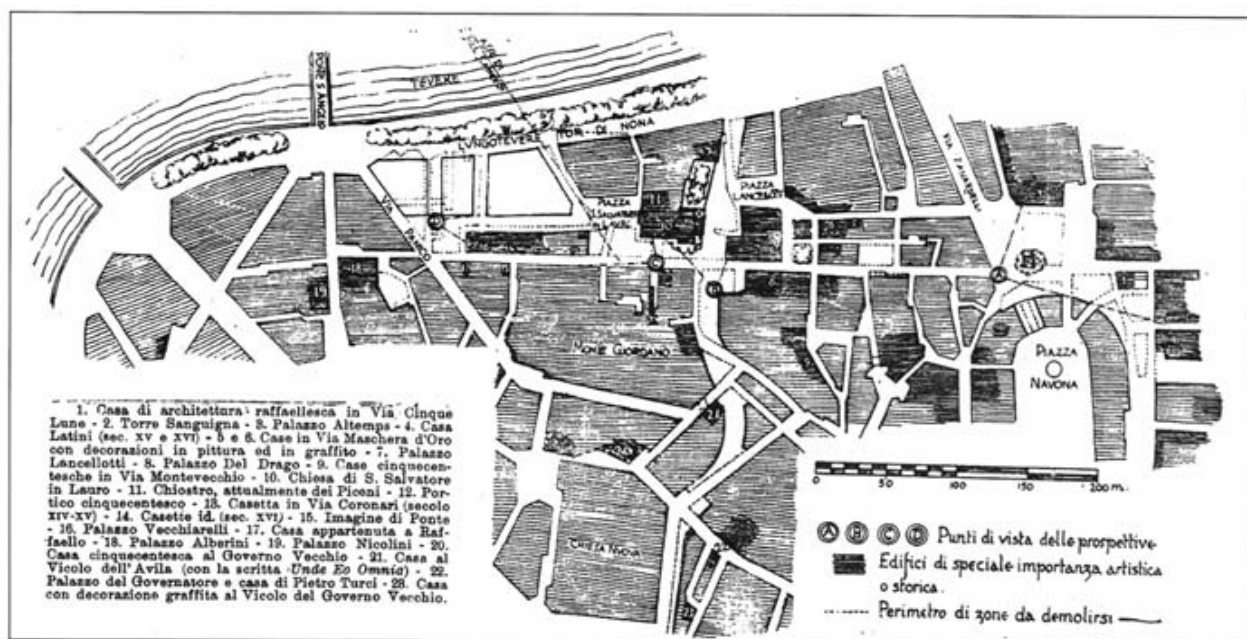 PONTE S. ANGELO
TEVERE
LUNGOTEVERE TOR DI NONA
VIA ZANARDELLI
PIAZZA
LANCELLOTTI
PIAZZA
S. SALVATORE
IN LAURO
VIA PANICO
MONTE GIORDANO
PIAZZA
NAVONA
CHIESA NUOVA
A
B
C
D
1. Casa di architettura raffaellesca in Via Cinque
Lune - 2. Torre Sanguigna - 3. Palazzo Altemps - 4. Casa
Latini (sec. XV e XVI) - 5 e 6. Case in Via Maschera d'Oro
con decorazioni in pittura ed in graffito - 7. Palazzo
Lancellotti - 8. Palazzo Del Drago - 9. Case cinquecen-
tesche in Via Montevecchio - 10. Chiesa di S. Salvatore
in Lauro - 11. Chiostro, attualmente dei Piceni - 12. Por-
tico cinquecentesco - 13. Casetta in Via Coronari (secolo
XIV-XV) - 14. Casette id. (sec. XVI) - 15. Imagine di Ponte
- 16. Palazzo Vecchiarelli - 17. Casa appartenuta a Raf-
faello - 18. Palazzo Alberini - 19. Palazzo Nicolini - 20.
Casa cinquecentesca al Governo Vecchio - 21. Casa al
Vicolo dell'Avila (con la scritta Unde Eo Omnia) - 22.
Palazzo del Governatore e casa di Pietro Turci - 23. Casa
con decorazione graffita al Vicolo del Governo Vecchio.
0 50 100 150 200 m.
A B C D Punti di vista delle prospettive
Edifici di speciale importanza artistica
o storica.
Perimetro di zone da demolirsi